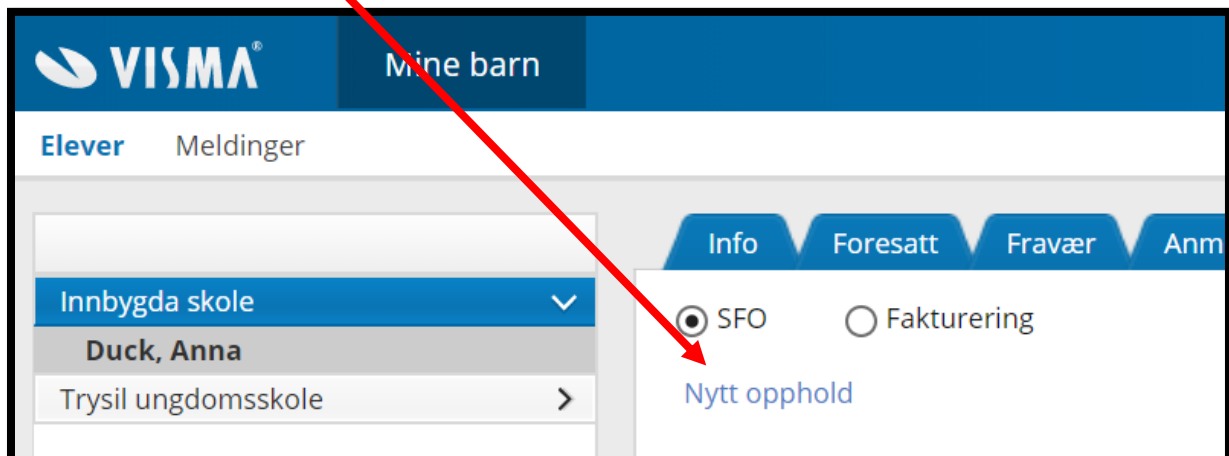 VISMA® Mine barn
Elever Meldinger
Info Foresatt Fravær Anm
Innbygda skole
SFO Fakturering
Duck, Anna
Nytt opphold
Trysil ungdomsskole